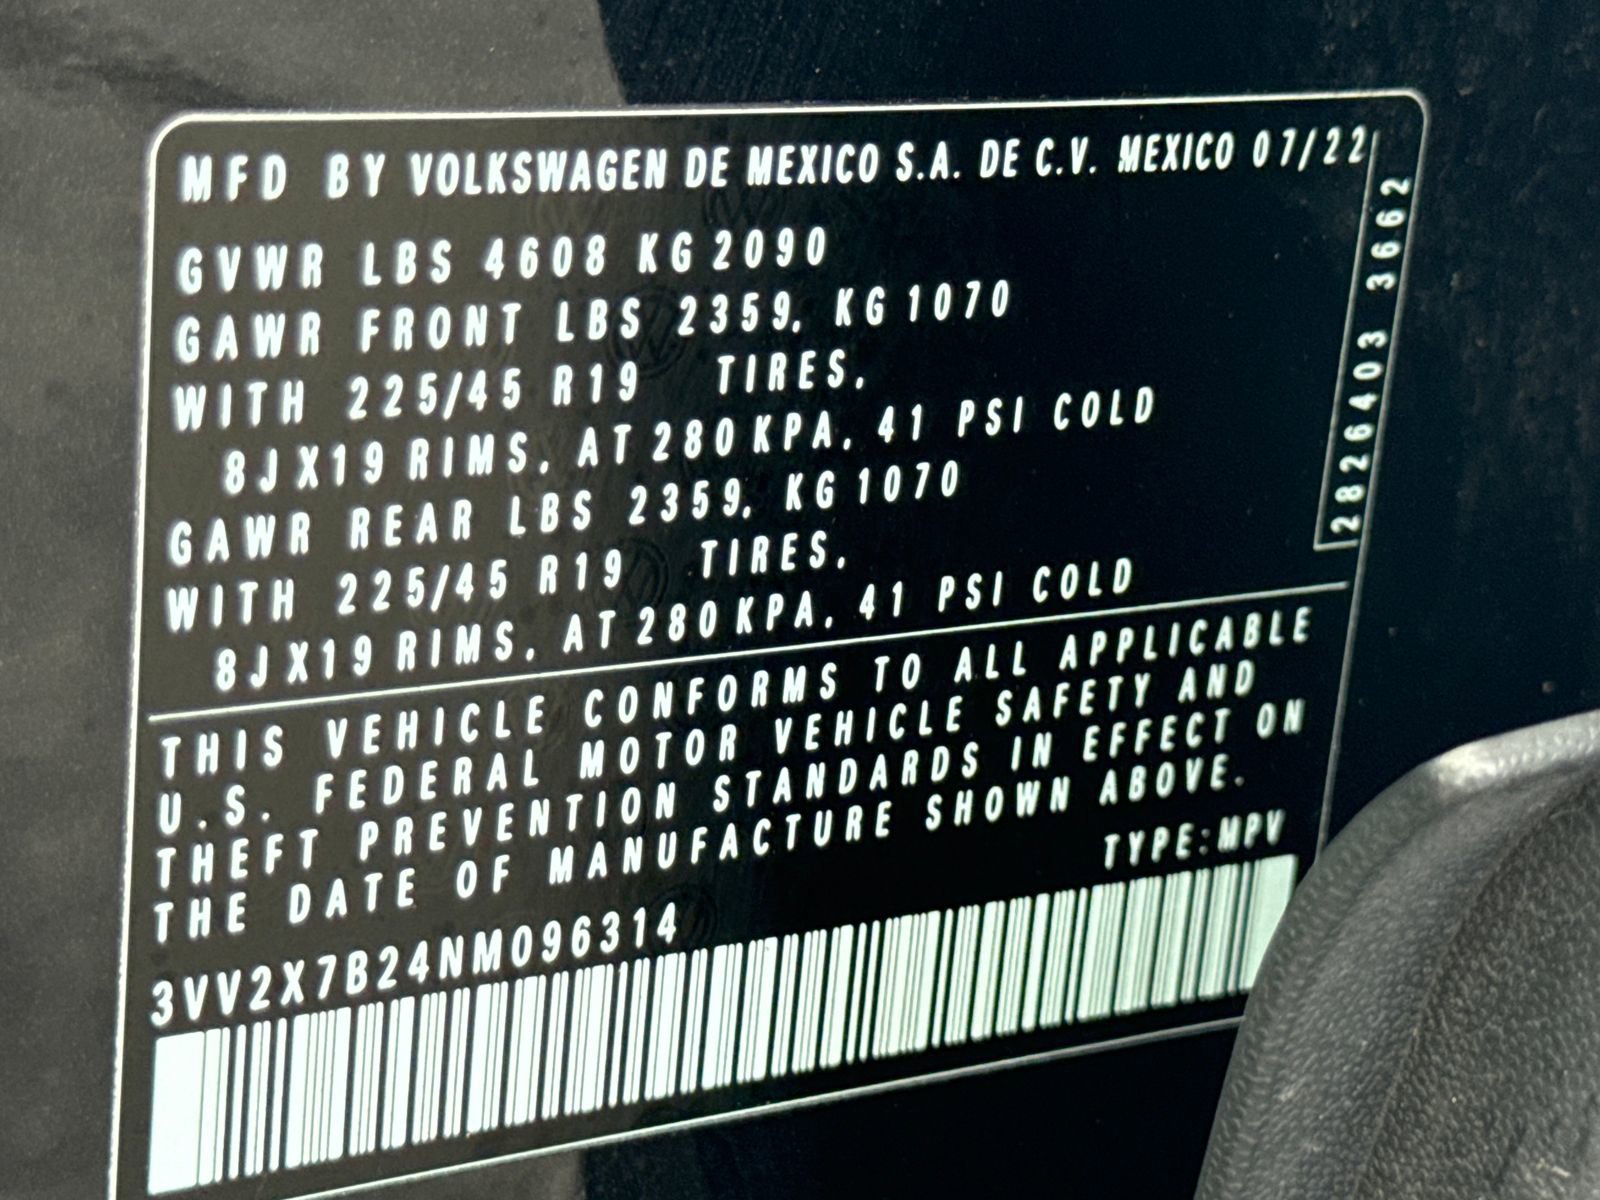 MFD BY VOLKSWAGEN DE MEXICO S.A. DE C.V. MEXICO 07/22
GVWR LBS 4608 KG 2090
GAWR FRONT LBS 2359, KG 1070
WITH 225/45 R19 TIRES,
8JX19 RIMS, AT 280 KPA, 41 PSI COLD
GAWR REAR LBS 2359, KG 1070
WITH 225/45 R19 TIRES,
8JX19 RIMS, AT 280 KPA, 41 PSI COLD
2826403 3662
THIS VEHICLE CONFORMS TO ALL APPLICABLE
U.S. FEDERAL MOTOR VEHICLE SAFETY AND
THEFT PREVENTION STANDARDS IN EFFECT ON
THE DATE OF MANUFACTURE SHOWN ABOVE.
TYPE:MPV
3VV2X7B24NM096314